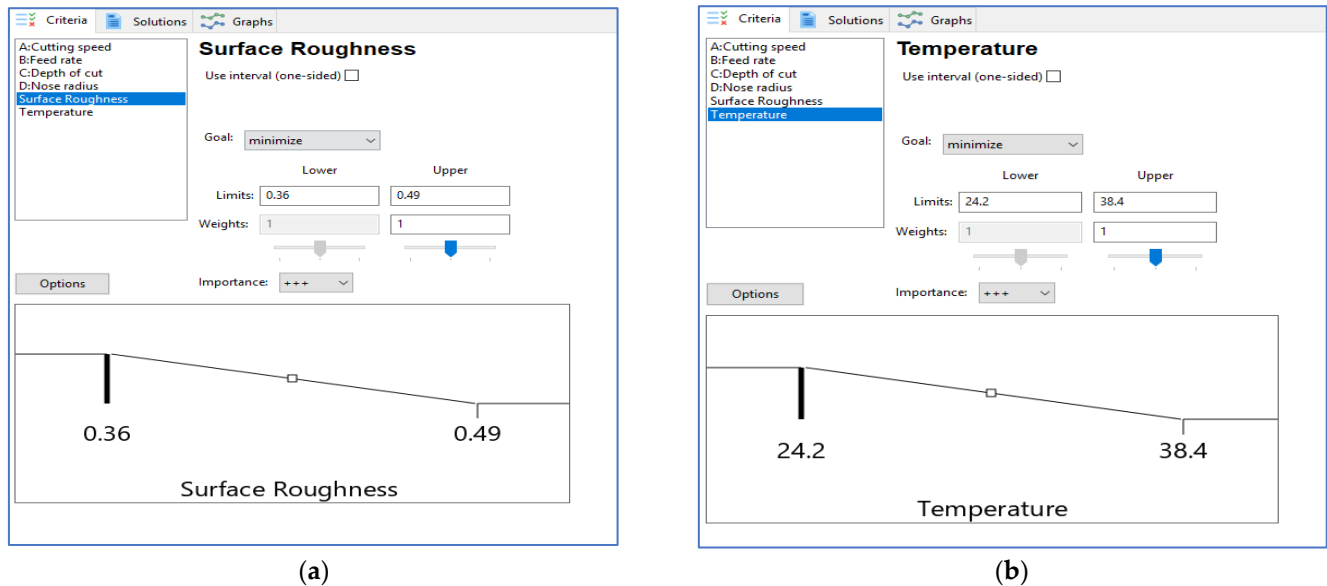 Criteria Solutions Graphs
A:Cutting speed
B:Feed rate
C:Depth of cut
D:Nose radius
Surface Roughness
Temperature
Surface Roughness
Use interval (one-sided)
Goal: minimize
Lower Upper
Limits: 0.36 0.49
Weights: 1 1
Options
Importance: +++
0.36 0.49
Surface Roughness
(a)
Criteria Solutions Graphs
A:Cutting speed
B:Feed rate
C:Depth of cut
D:Nose radius
Surface Roughness
Temperature
Temperature
Use interval (one-sided)
Goal: minimize
Lower Upper
Limits: 24.2 38.4
Weights: 1 1
Options
Importance: +++
24.2 38.4
Temperature
(b)